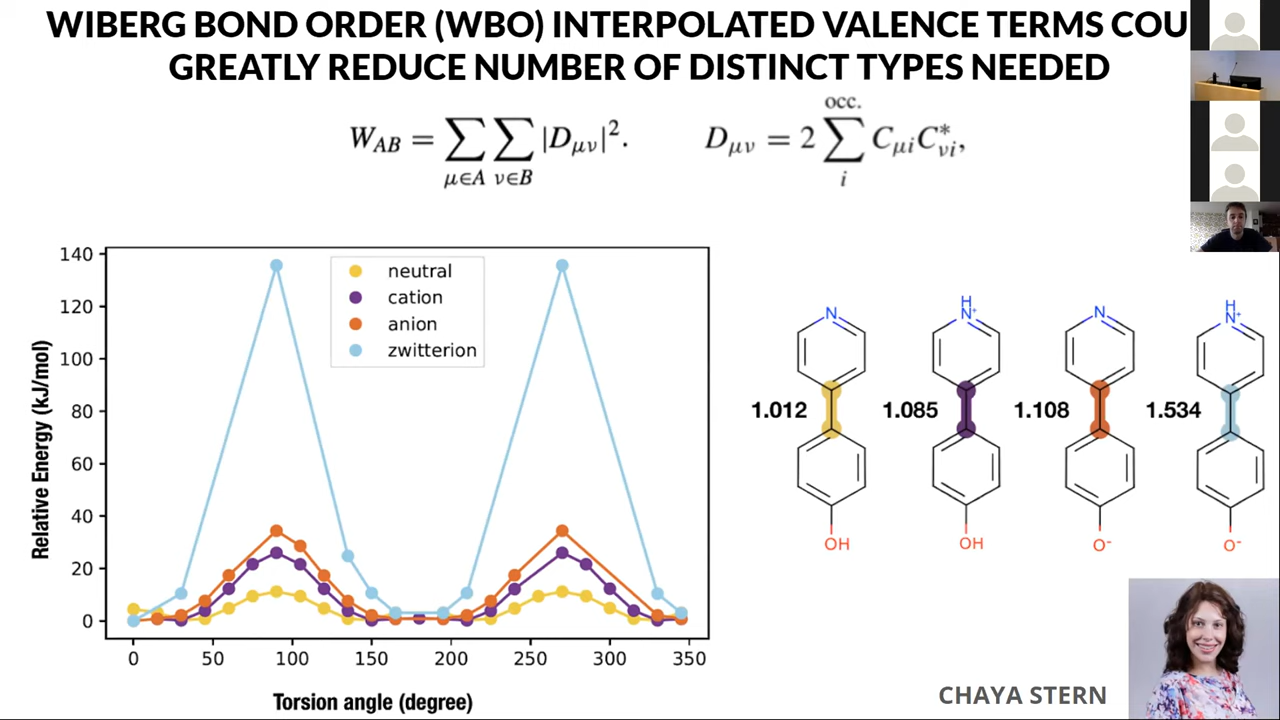 WIBERG BOND ORDER (WBO) INTERPOLATED VALENCE TERMS COU
GREATLY REDUCE NUMBER OF DISTINCT TYPES NEEDED
W_AB = ∑_{μ∈A} ∑_{ν∈B} |D_μν|². D_μν = 2 ∑_i^{occ.} C_μi C*_νi,
Relative Energy (kJ/mol)
140
120
100
80
60
40
20
0
neutral
cation
anion
zwitterion
0 50 100 150 200 250 300 350
Torsion angle (degree)
N H N+ N H N+
1.012 1.085 1.108 1.534
OH OH O- O-
CHAYA STERN